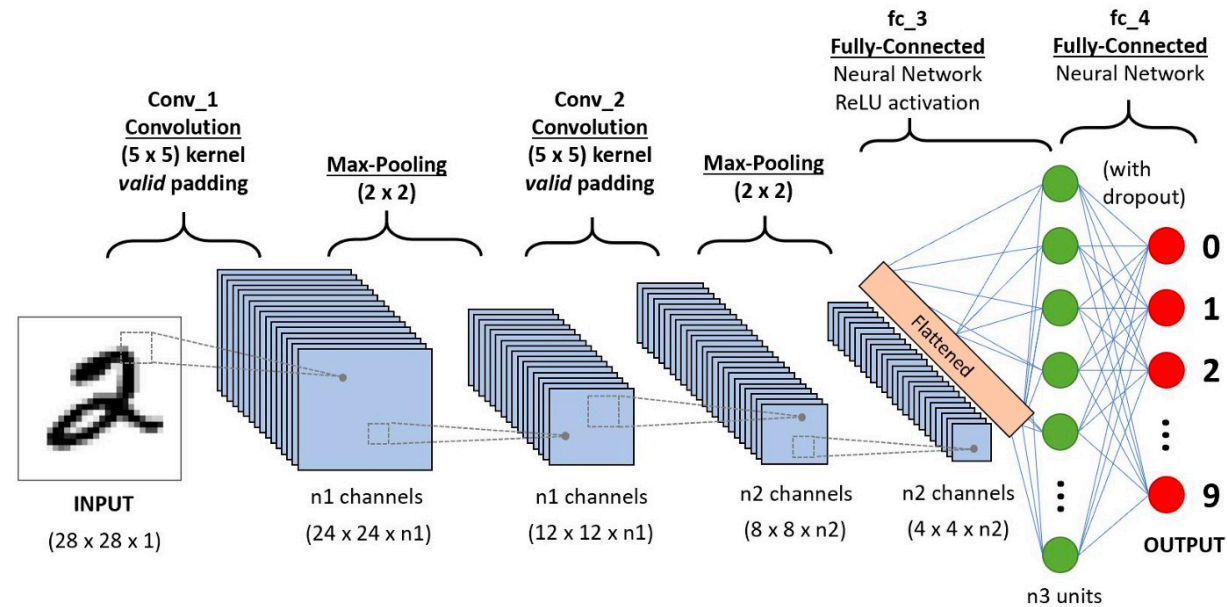 fc_3
Fully-Connected
Neural Network
ReLU activation
fc_4
Fully-Connected
Neural Network
Conv_1
Convolution
(5 x 5) kernel
valid padding
Max-Pooling
(2 x 2)
Conv_2
Convolution
(5 x 5) kernel
valid padding
Max-Pooling
(2 x 2)
(with
dropout)
2
INPUT
(28 x 28 x 1)
n1 channels
(24 x 24 x n1)
n1 channels
(12 x 12 x n1)
n2 channels
(8 x 8 x n2)
n2 channels
(4 x 4 x n2)
Flattened
...
n3 units
0
1
2
...
9
OUTPUT